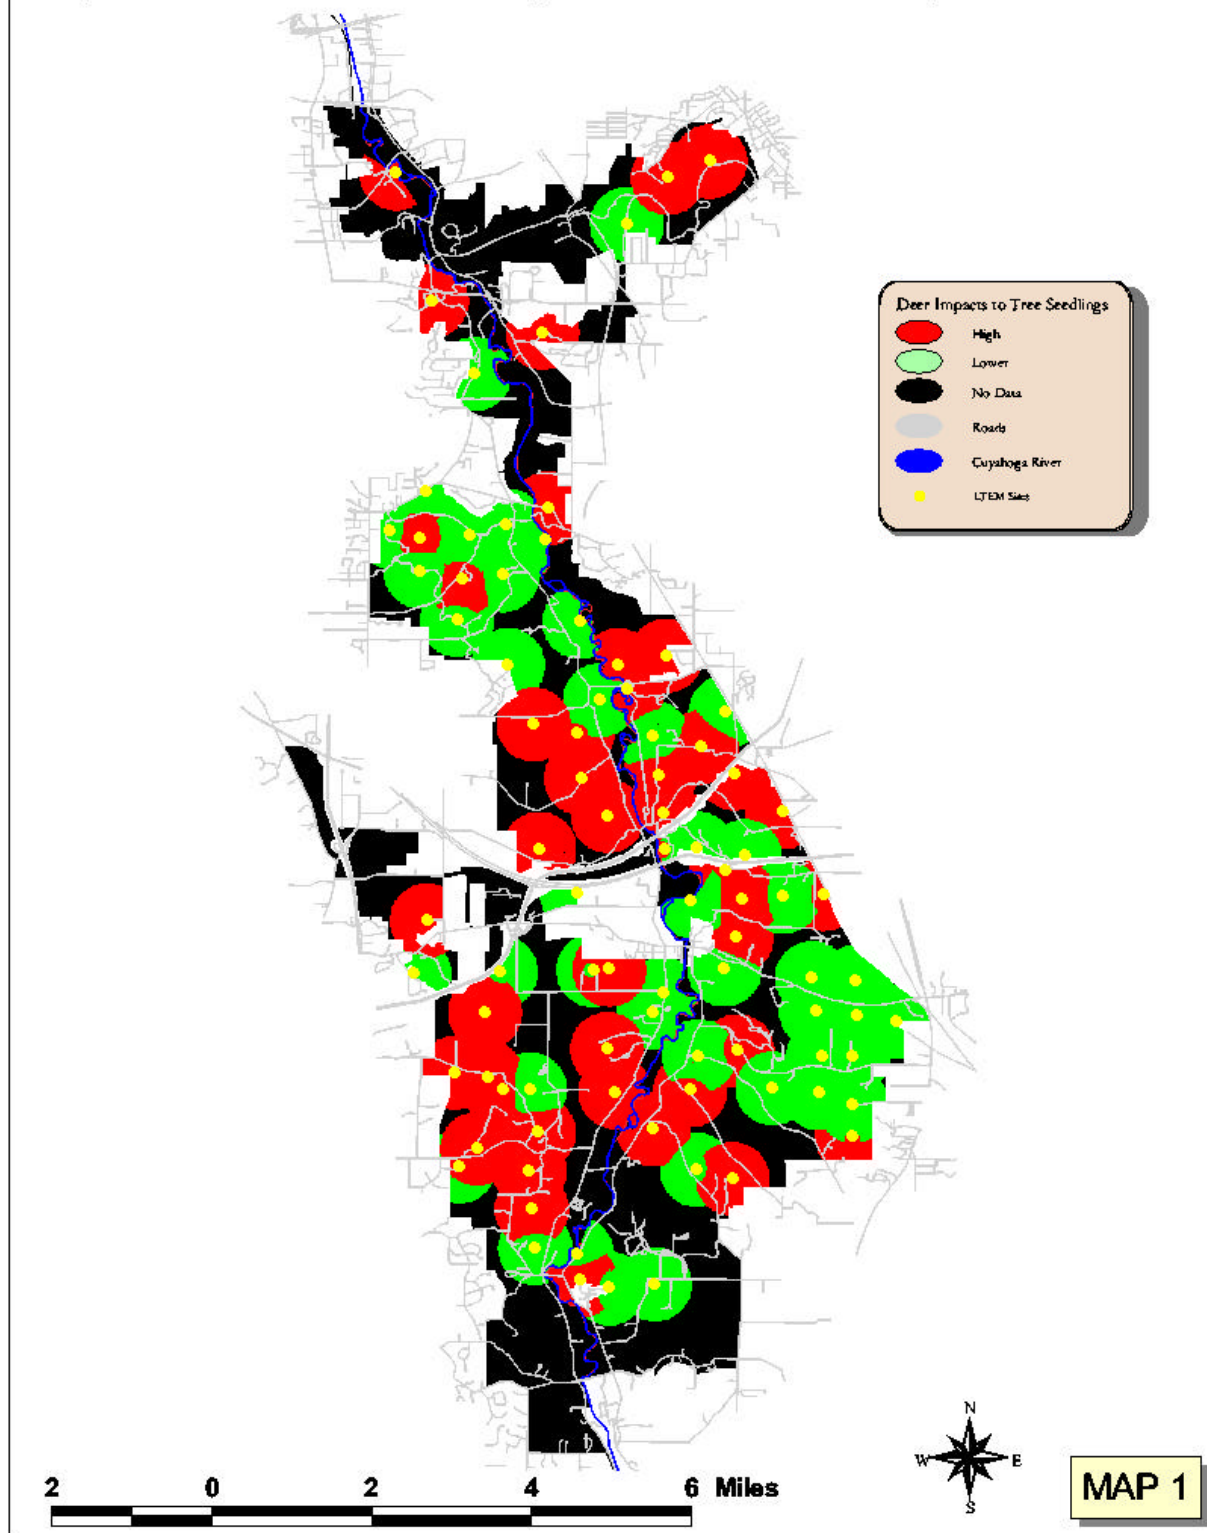 Deer Impacts to Tree Seedlings
High
Lower
No Data
Roads
Cuyahoga River
LTEM Sites
N
W E
S
2 0 2 4 6 Miles
MAP 1